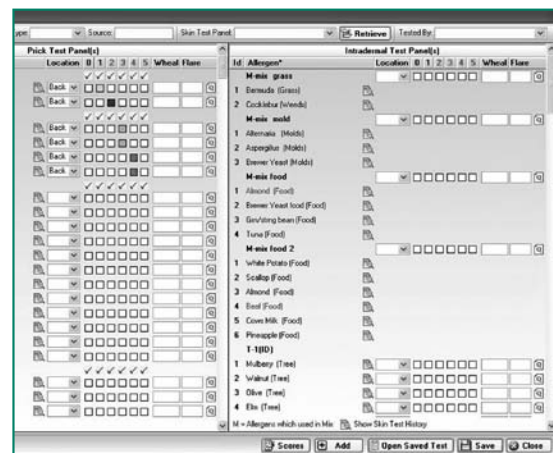 ype: Source: Skin Test Panel: Retrieve Tested By:
Prick Test Panel(s)
Location 0 1 2 3 4 5 Wheal Flare
Back
Back
Back
Back
Back
Back
Intradermal Test Panel(s)
Id Allergen* Location 0 1 2 3 4 5 Wheal Flare
M-mix grass
1 Bermuda (Grass)
2 (Weeds)
M-mix mold
1 Alternaria (Molds)
2 Aspergillus (Molds)
3 Brewer Yeast (Molds)
M-mix food
1 Almond (Food)
2 Brewer Yeast food (Food)
3 bean (Food)
4 Tuna (Food)
M-mix food 2
1 White Potato (Food)
2 Scallop (Food)
3 Almond (Food)
4 Beef (Food)
5 Cows Milk (Food)
6 Pineapple (Food)
T-1(ID)
1 Mulberry (Tree)
2 Walnut (Tree)
3 Olive (Tree)
4 Elm (Tree)
M = Allergens which used in Mix Show Skin Test History
Scores Add Open Saved Test Save Close